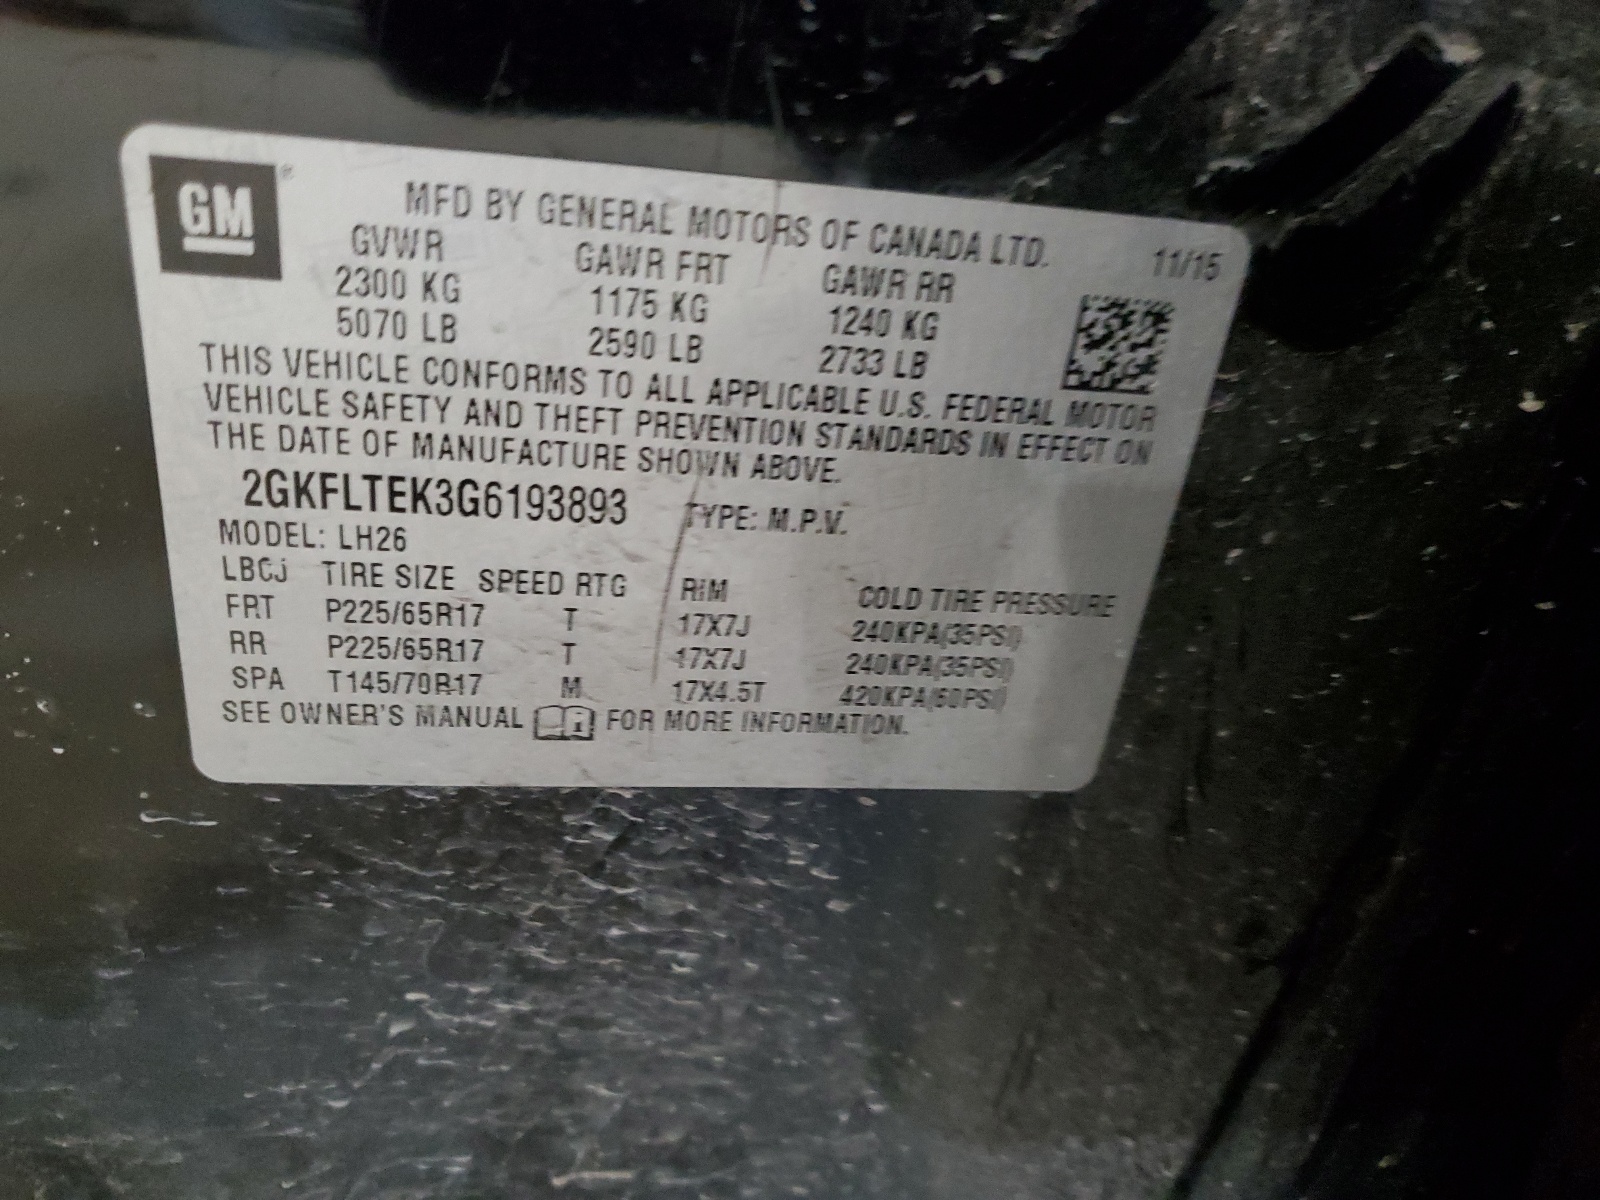 GM ®
MFD BY GENERAL MOTORS OF CANADA LTD. 11/15
GVWR GAWR FRT GAWR RR
2300 KG 1175 KG 1240 KG
5070 LB 2590 LB 2733 LB
THIS VEHICLE CONFORMS TO ALL APPLICABLE U.S. FEDERAL MOTOR
VEHICLE SAFETY AND THEFT PREVENTION STANDARDS IN EFFECT ON
THE DATE OF MANUFACTURE SHOWN ABOVE.
2GKFLTEK3G6193893 TYPE: M.P.V.
MODEL: LH26
LBCJ TIRE SIZE SPEED RTG RIM COLD TIRE PRESSURE
FRT P225/65R17 T 17X7J 240KPA(35PSI)
RR P225/65R17 T 17X7J 240KPA(35PSI)
SPA T145/70R17 M 17X4.5T 420KPA(60PSI)
SEE OWNER'S MANUAL FOR MORE INFORMATION.